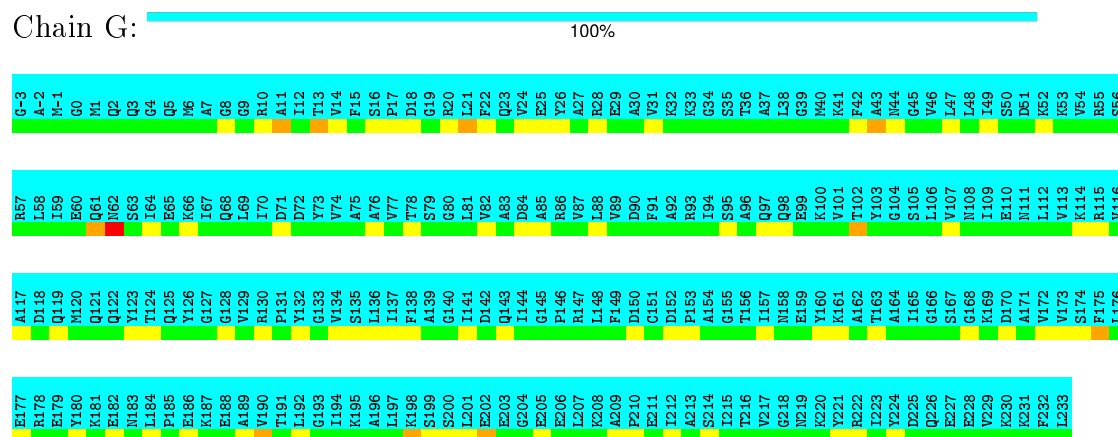 Chain G:
100%
G-3 A-2 M-1 G0 M1 Q2 Q3 G4 Q5 M6 A7 G8 G9 R10 A11 I12 T13 V14 F15 S16 P17 D18 G19 R20 L21 F22 Q23 V24 E25 Y26 A27 R28 E29 A30 V31 K32 K33 G34 S35 T36 A37 L38 G39 M40 K41 F42 A43 N44 G45 V46 L47 L48 I49 S50 D51 K52 K53 V54 R55
R57 L58 I59 E60 Q61 N62 S63 I64 E65 K66 I67 Q68 L69 I70 D71 D72 Y73 V74 A75 A76 V77 T78 S79 G80 L81 V82 A83 D84 A85 R86 V87 L88 V89 D90 F91 A92 R93 I94 S95 A96 Q97 Q98 E99 K100 V101 T102 Y103 G104 S105 L106 V107 N108 I109 E110 N111 L112 V113 K114 R115
A117 D118 Q119 M120 Q121 Q122 Y123 T124 Q125 Y126 G127 G128 V129 R130 P131 Y132 G133 V134 S135 L136 I137 F138 A139 G140 I141 D142 Q143 I144 G145 P146 R147 L148 F149 D150 C151 D152 P153 A154 G155 T156 I157 N158 E159 Y160 K161 A162 T163 A164 I165 G166 S167 G168 K169 D170 A171 V172 V173 S174 F175
E177 R178 E179 Y180 K181 E182 N183 L184 P185 E186 K187 E188 A189 V190 T191 L192 G193 I194 K195 A196 L197 K198 S199 S200 L201 E202 E203 G204 E205 E206 L207 K208 A209 P210 E211 I212 A213 S214 I215 T216 V217 G218 N219 K220 Y221 R222 I223 Y224 D225 Q226 E227 E228 V229 K230 K231 F232 L233